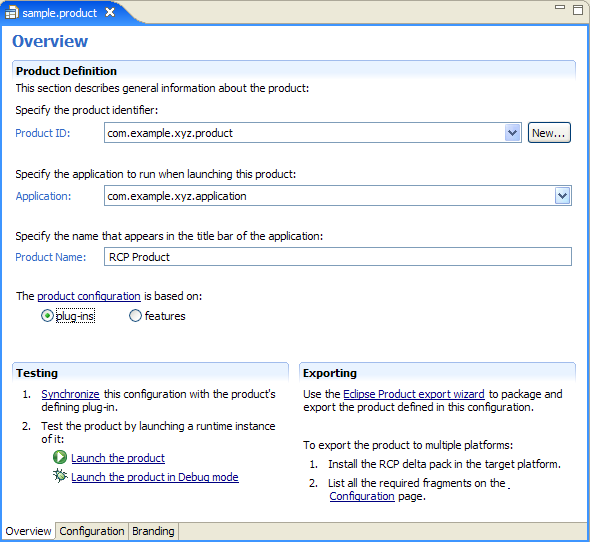 sample.product
Overview
Product Definition
This section describes general information about the product:
Specify the product identifier:
Product ID: com.example.xyz.product New...
Specify the application to run when launching this product:
Application: com.example.xyz.application
Specify the name that appears in the title bar of the application:
Product Name: RCP Product
The product configuration is based on:
plug-ins features
Testing
1. Synchronize this configuration with the product's
defining plug-in.
2. Test the product by launching a runtime instance
of it:
Launch the product
Launch the product in Debug mode
Exporting
Use the Eclipse Product export wizard to package and
export the product defined in this configuration.
To export the product to multiple platforms:
1. Install the RCP delta pack in the target platform.
2. List all the required fragments on the
Configuration page.
Overview Configuration Branding